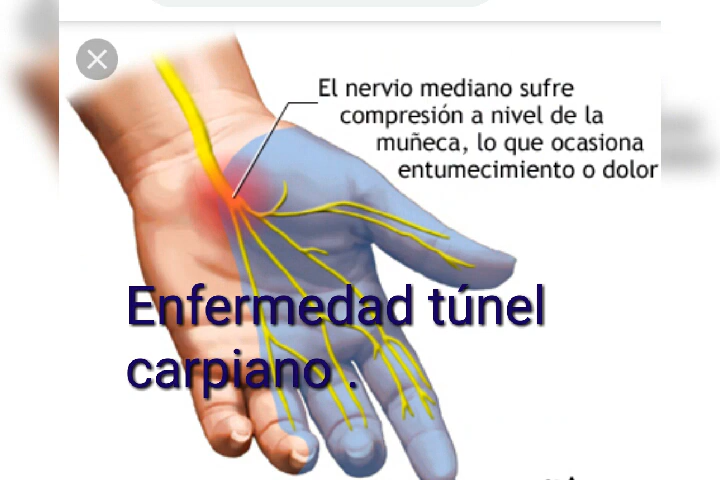 El nervio mediano sufre
compresión a nivel de la
muñeca, lo que ocasiona
entumecimiento o dolor
Enfermedad túnel
carpiano .